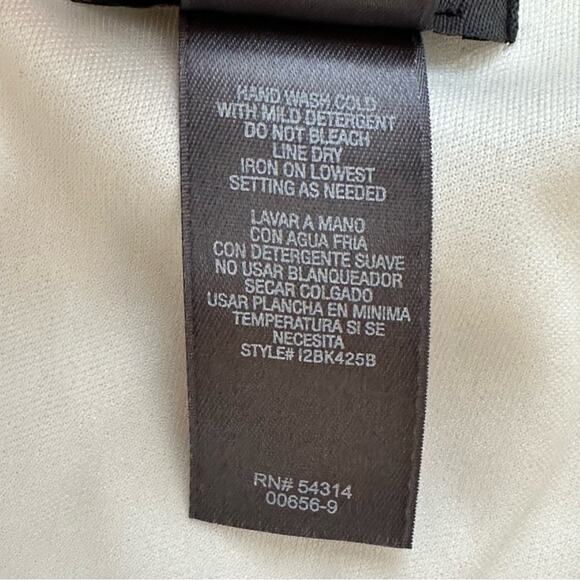 HAND WASH COLD
WITH MILD DETERGENT
DO NOT BLEACH
LINE DRY
IRON ON LOWEST
SETTING AS NEEDED
LAVAR A MANO
CON AGUA FRIA
CON DETERGENTE SUAVE
NO USAR BLANQUEADOR
SECAR COLGADO
USAR PLANCHA EN MINIMA
TEMPERATURA SI SE
NECESITA
STYLE# I2BK425B
RN# 54314
00656-9